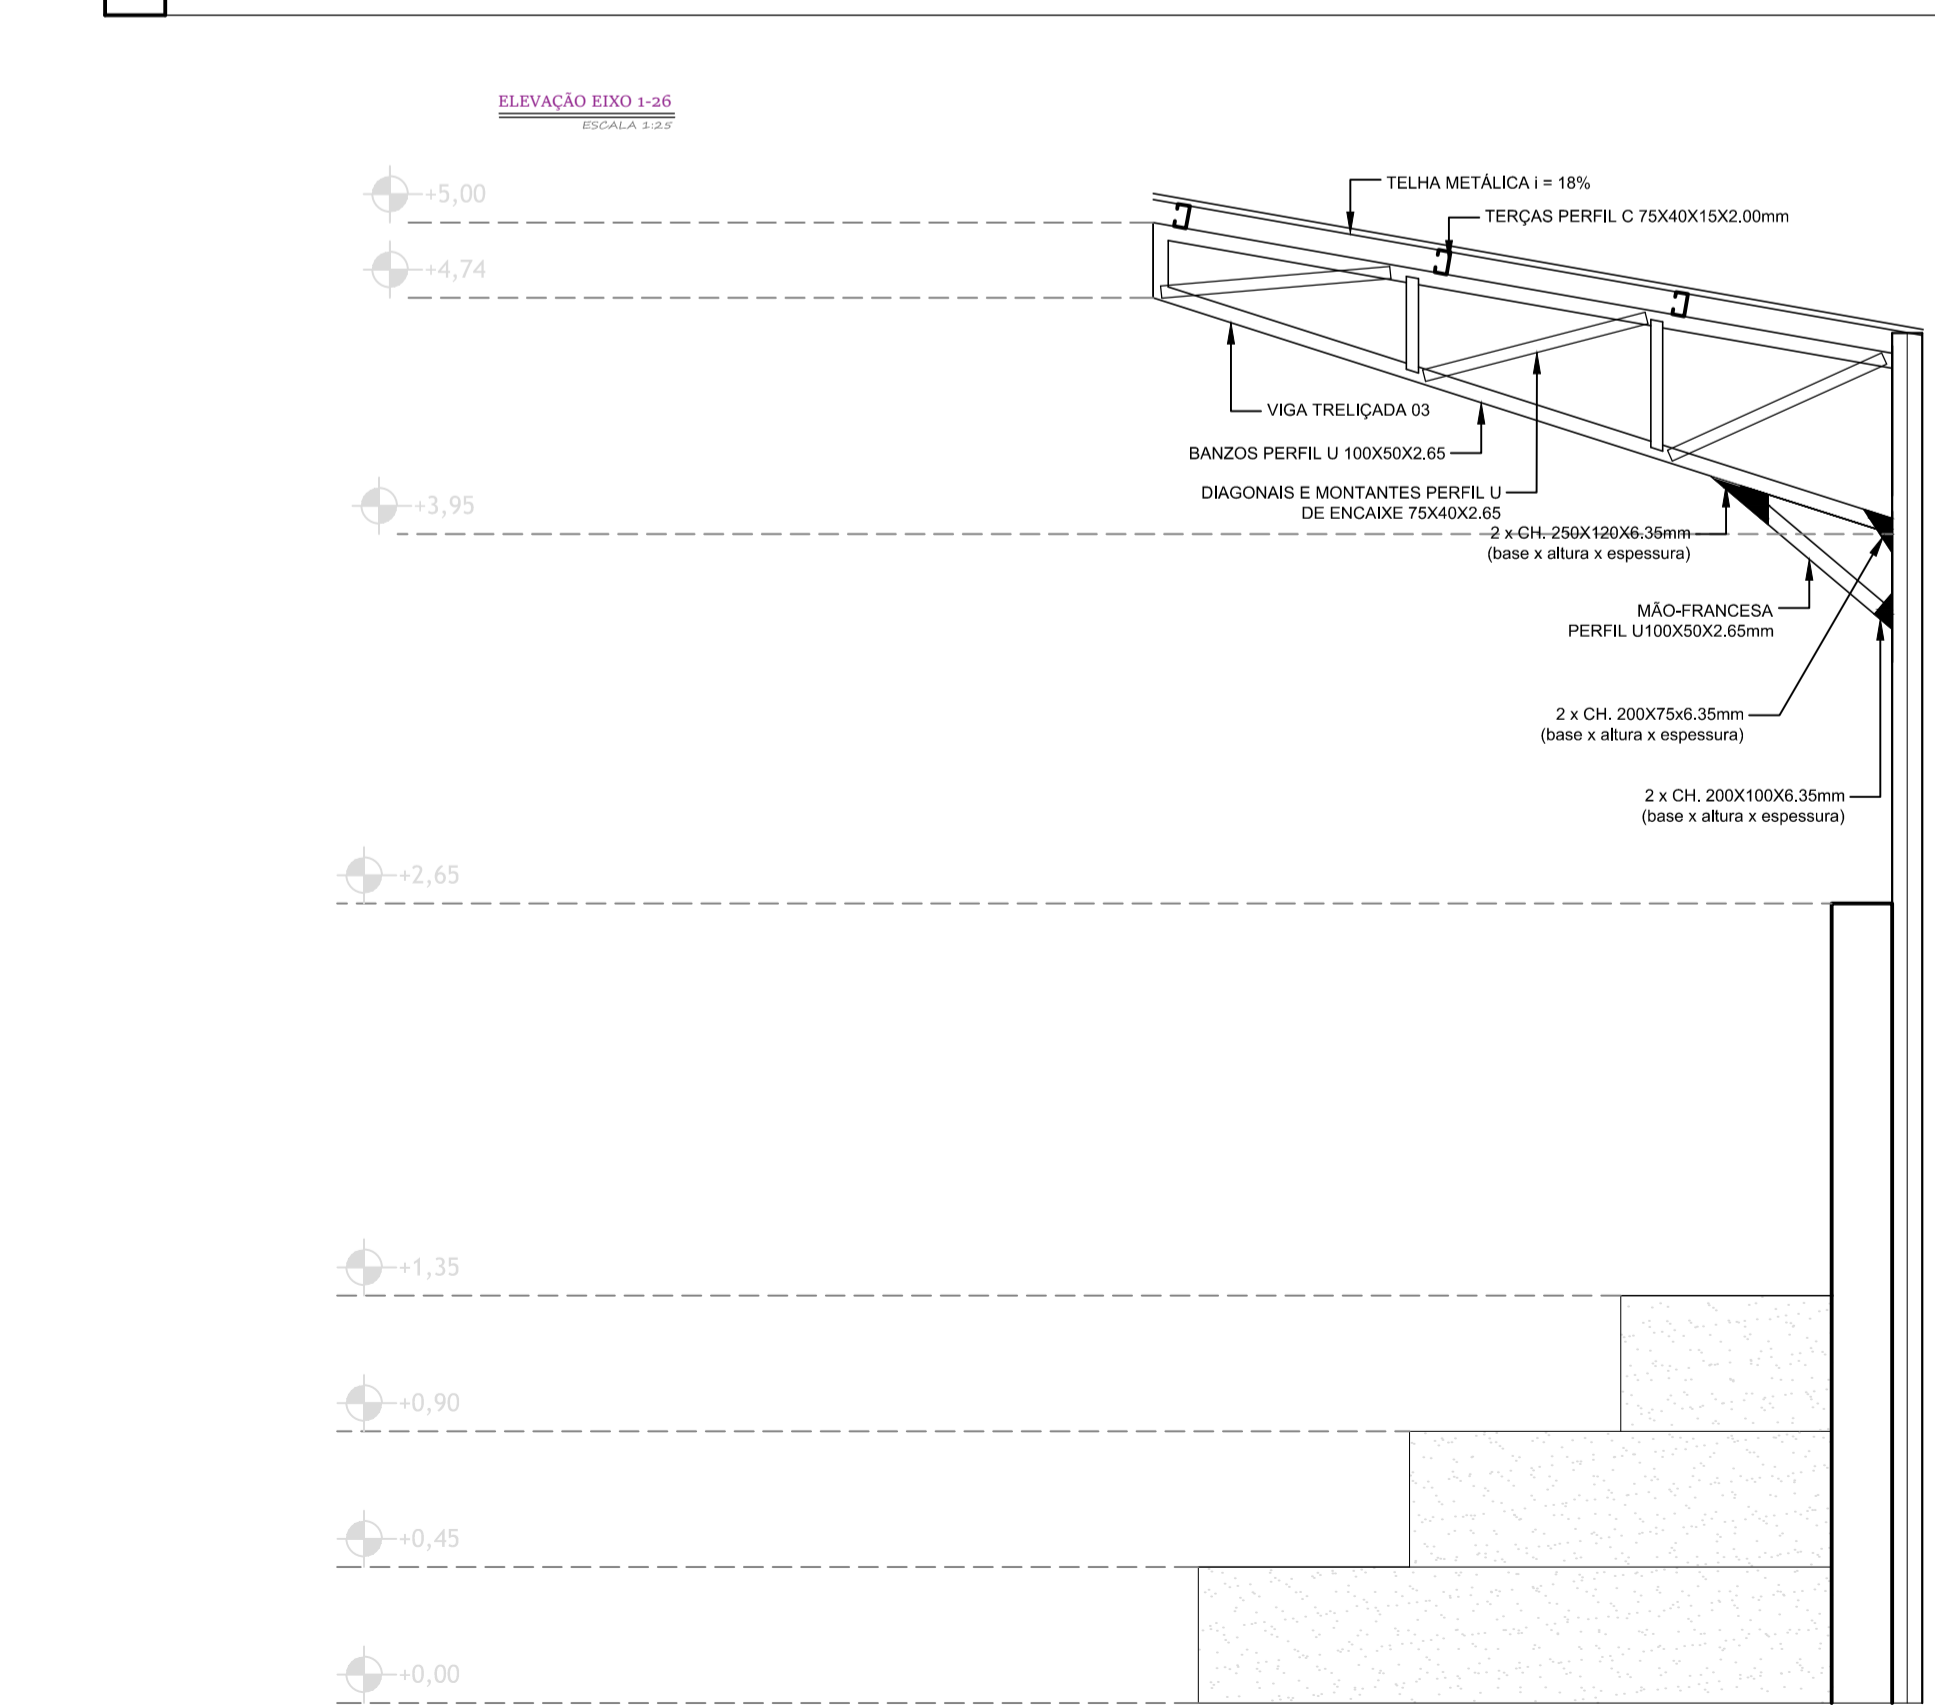 ELEVAÇÃO EIXO 1-26
ESCALA 1:25
+5,00
TELHA METÁLICA i = 18%
TERÇAS PERFIL C 75X40X15X2.00mm
+4,74
VIGA TRELIÇADA 03
BANZOS PERFIL U 100X50X2.65
DIAGONAIS E MONTANTES PERFIL U
DE ENCAIXE 75X40X2.65
+3,95
2 x CH. 250X120X6.35mm
(base x altura x espessura)
MÃO-FRANCESA
PERFIL U100X50X2.65mm
2 x CH. 200X75x6.35mm
(base x altura x espessura)
2 x CH. 200X100X6.35mm
(base x altura x espessura)
+2,65
+1,35
+0,90
+0,45
+0,00